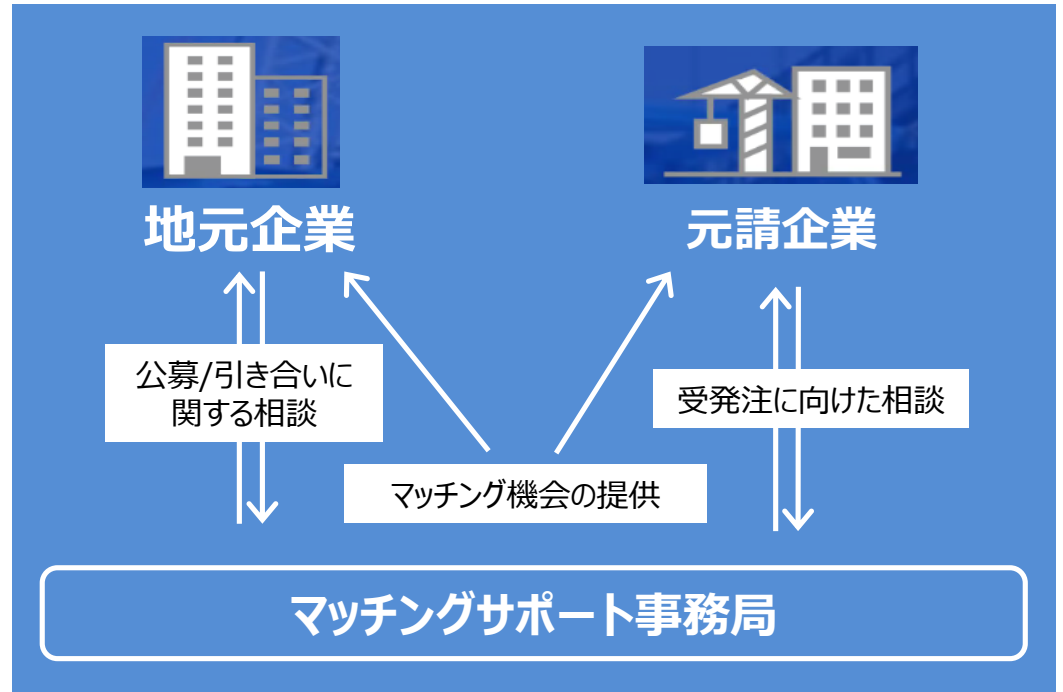 地元企業
元請企業
公募/引き合いに
関する相談
受発注に向けた相談
マッチング機会の提供
マッチングサポート事務局